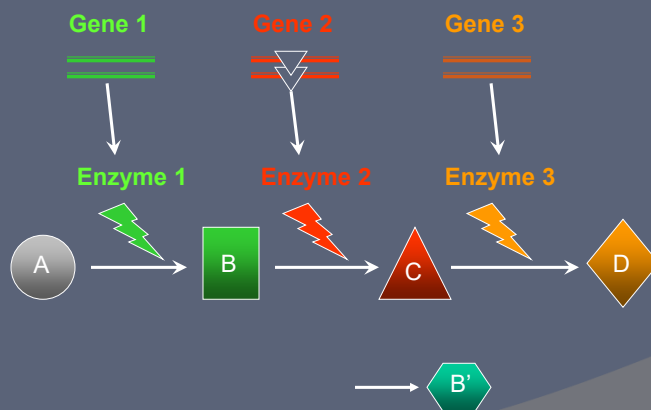 Gene 1 Gene 2 Gene 3
Enzyme 1 Enzyme 2 Enzyme 3
A B C D
B’